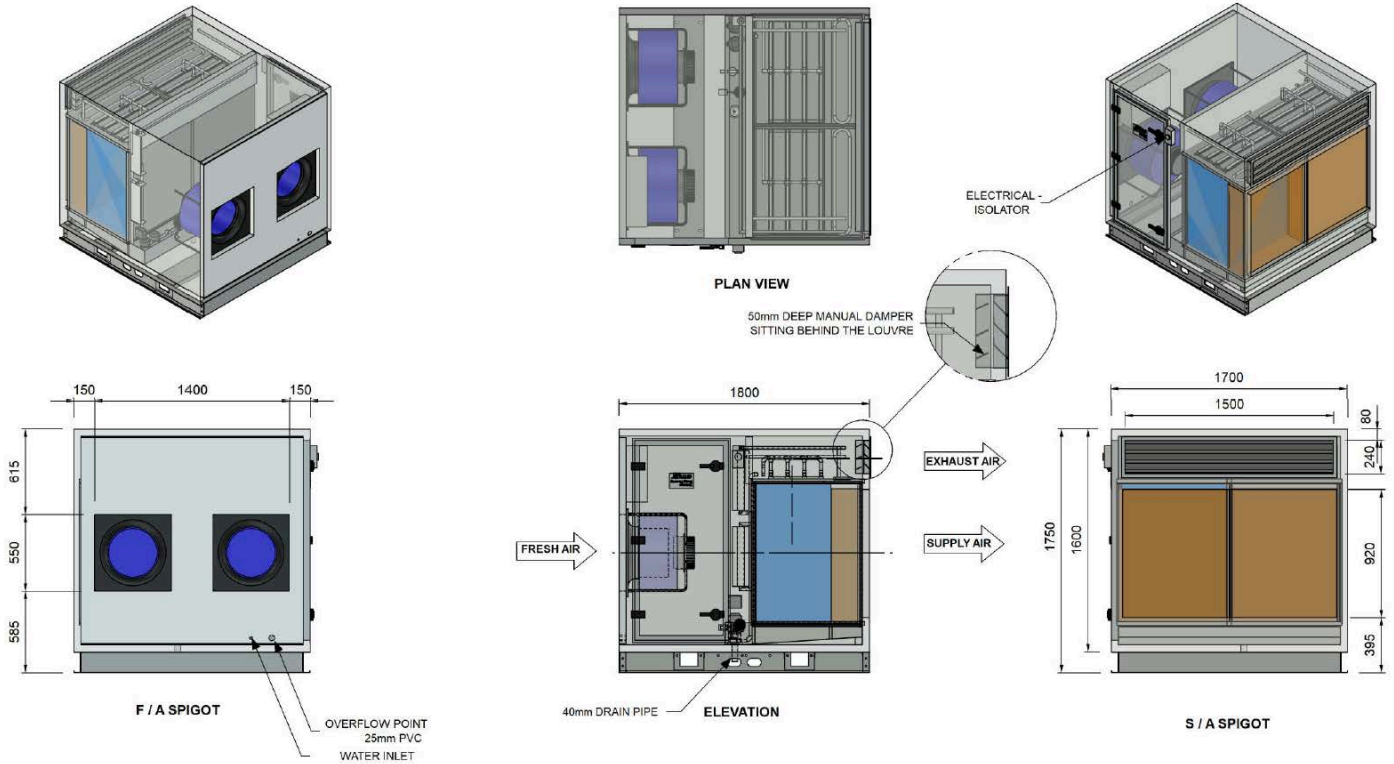 ELECTRICAL -
ISOLATOR
PLAN VIEW
50mm DEEP MANUAL DAMPER
SITTING BEHIND THE LOUVRE
150
1400
150
615
550
585
F / A SPIGOT
OVERFLOW POINT
25mm PVC
WATER INLET
1800
FRESH AIR
EXHAUST AIR
SUPPLY AIR
40mm DRAIN PIPE
ELEVATION
1700
1500
80
240
1750
1600
920
395
S / A SPIGOT